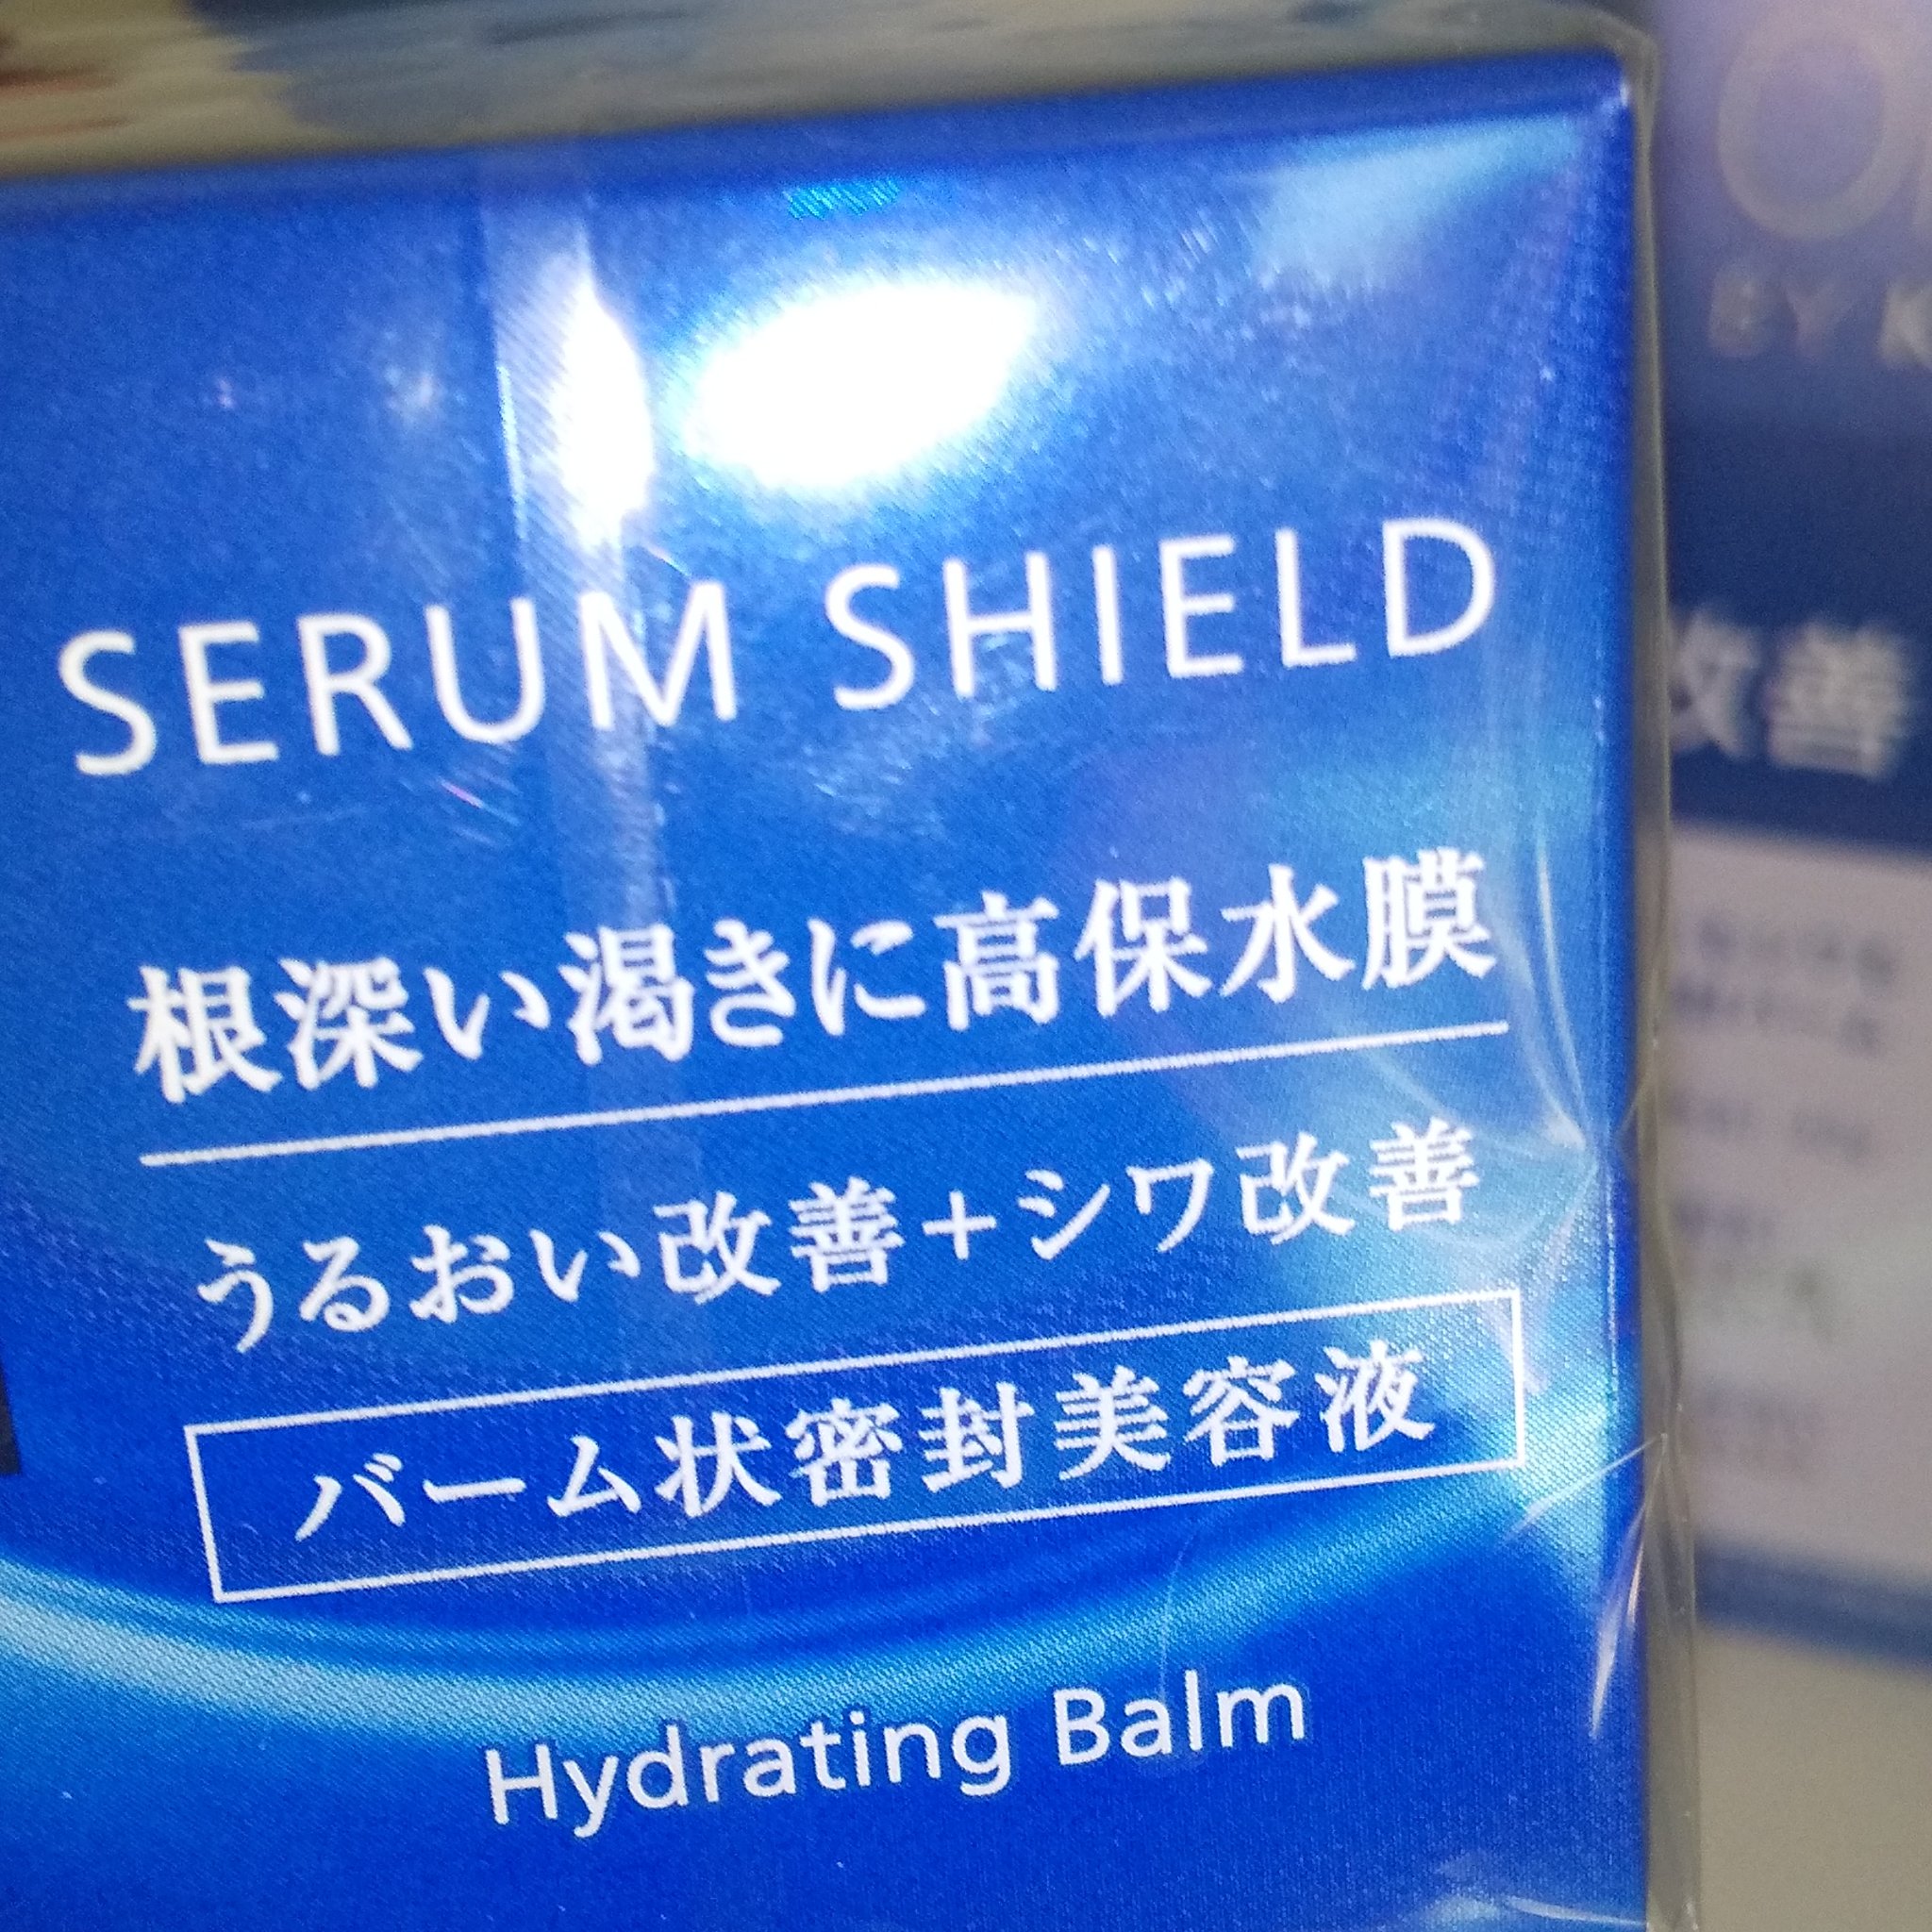 SERUM SHIELD
根深い渇きに高保水膜
うるおい改善+シワ改善
バーム状密封美容液
Hydrating Balm
BY
改善